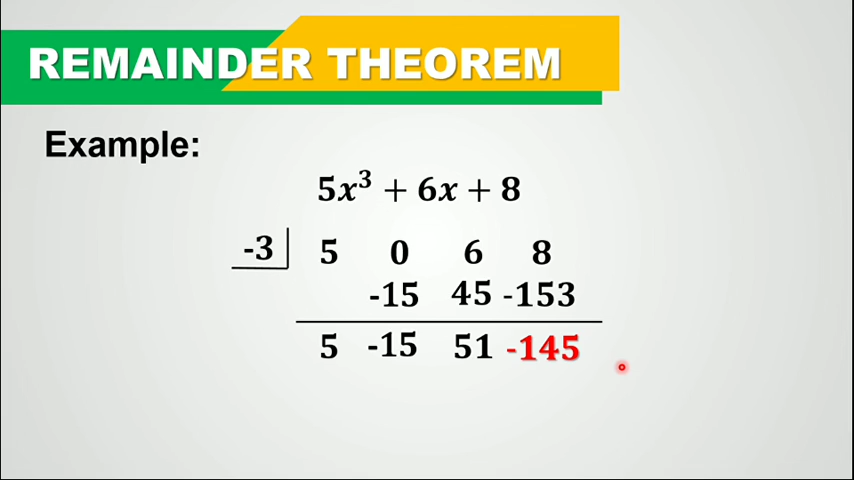 REMAINDER THEOREM
Example:
5x³ + 6x + 8
-3 5 0 6 8
-15 45 -153
5 -15 51 -145